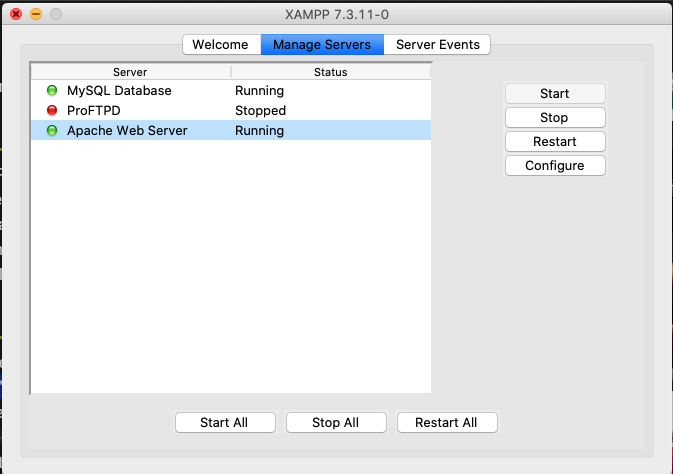 XAMPP 7.3.11-0
Welcome Manage Servers Server Events
Server Status
MySQL Database Running
ProFTPD Stopped
Apache Web Server Running
Start
Stop
Restart
Configure
Start All Stop All Restart All